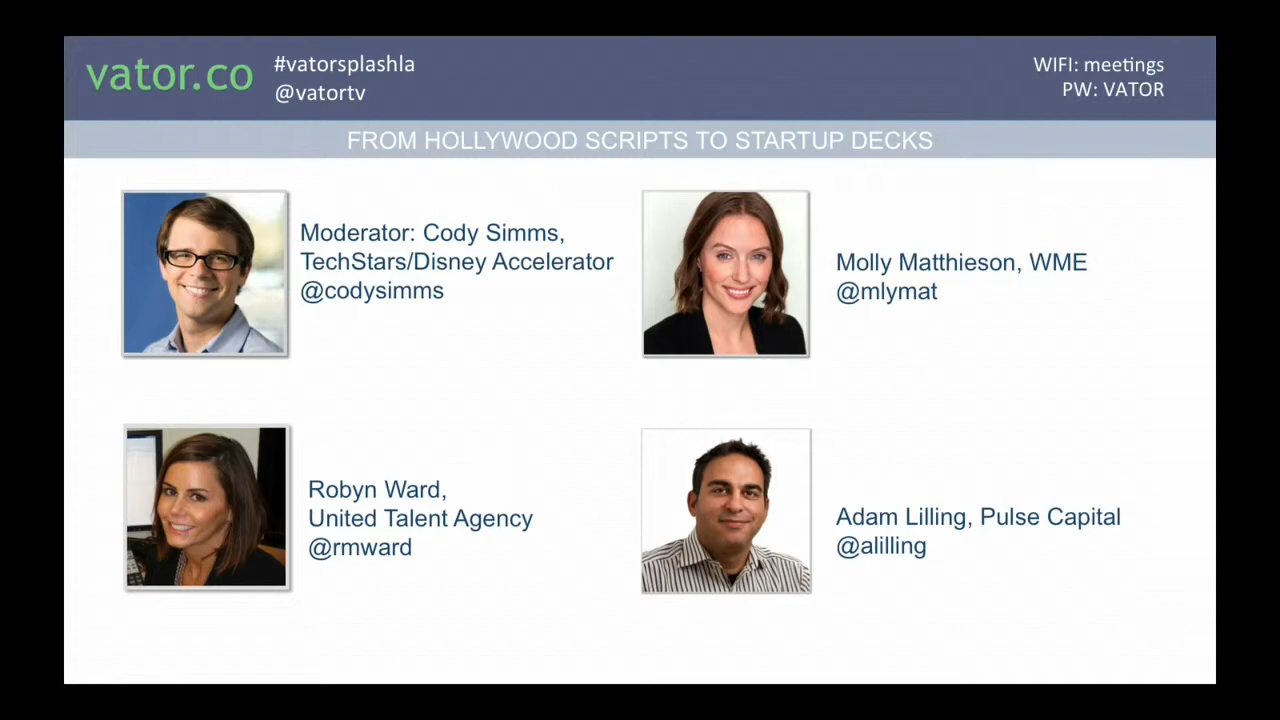 vator.co
#vatorsplashla
@vatortv
WIFI: meetings
PW: VATOR
FROM HOLLYWOOD SCRIPTS TO STARTUP DECKS
Moderator: Cody Simms,
TechStars/Disney Accelerator
@codysimms
Molly Matthieson, WME
@mlymat
Robyn Ward,
United Talent Agency
@rmward
Adam Lilling, Pulse Capital
@alilling